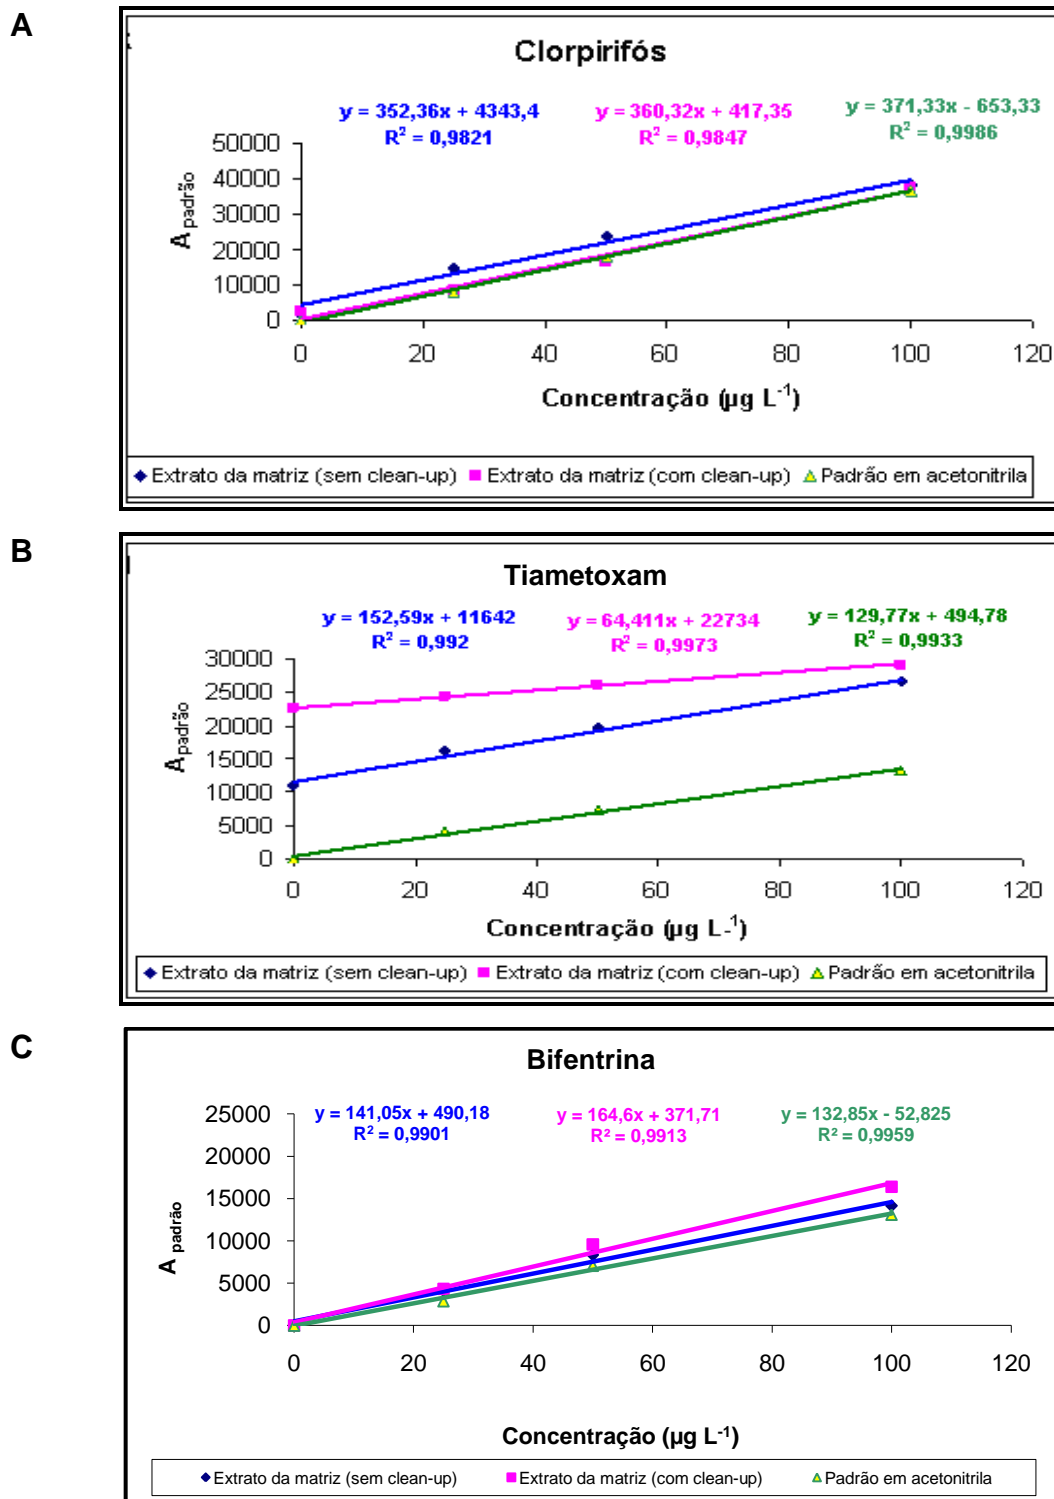 A
Clorpirifós
y = 352,36x + 4343,4 y = 360,32x + 417,35 y = 371,33x - 653,33
R² = 0,9821 R² = 0,9847 R² = 0,9986
50000
40000
30000
20000
10000
0
A padrão
0 20 40 60 80 100 120
Concentração (µg L-1)
Extrato da matriz (sem clean-up) Extrato da matriz (com clean-up) Padrão em acetonitrila
B
Tiametoxam
y = 152,59x + 11642 y = 64,411x + 22734 y = 129,77x + 494,78
R² = 0,992 R² = 0,9973 R² = 0,9933
30000
25000
20000
15000
10000
5000
0
A padrão
0 20 40 60 80 100 120
Concentração (µg L-1)
Extrato da matriz (sem clean-up) Extrato da matriz (com clean-up) Padrão em acetonitrila
C
Bifentrina
y = 141,05x + 490,18 y = 164,6x + 371,71 y = 132,85x - 52,825
R² = 0,9901 R² = 0,9913 R² = 0,9959
25000
20000
15000
10000
5000
0
A padrão
0 20 40 60 80 100 120
Concentração (µg L-1)
Extrato da matriz (sem clean-up) Extrato da matriz (com clean-up) Padrão em acetonitrila